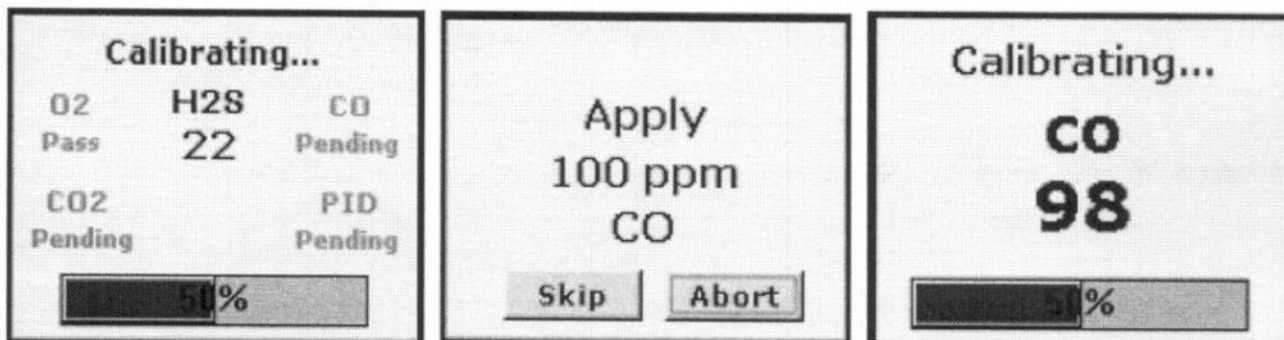 Calibrating...
O2 H2S CO
Pass 22 Pending
CO2 PID
Pending Pending
50%
Apply
100 ppm
CO
Skip Abort
Calibrating...
CO
98
50%